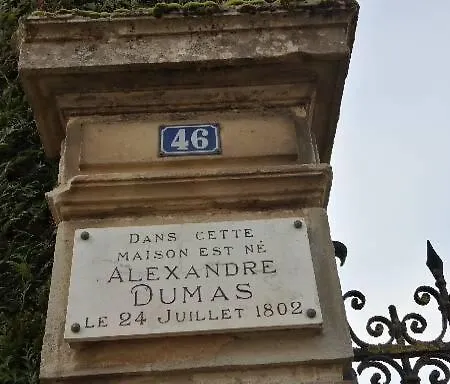 46
DANS CETTE
MAISON EST NÉ
ALEXANDRE
DUMAS
LE 24 JUILLET 1802